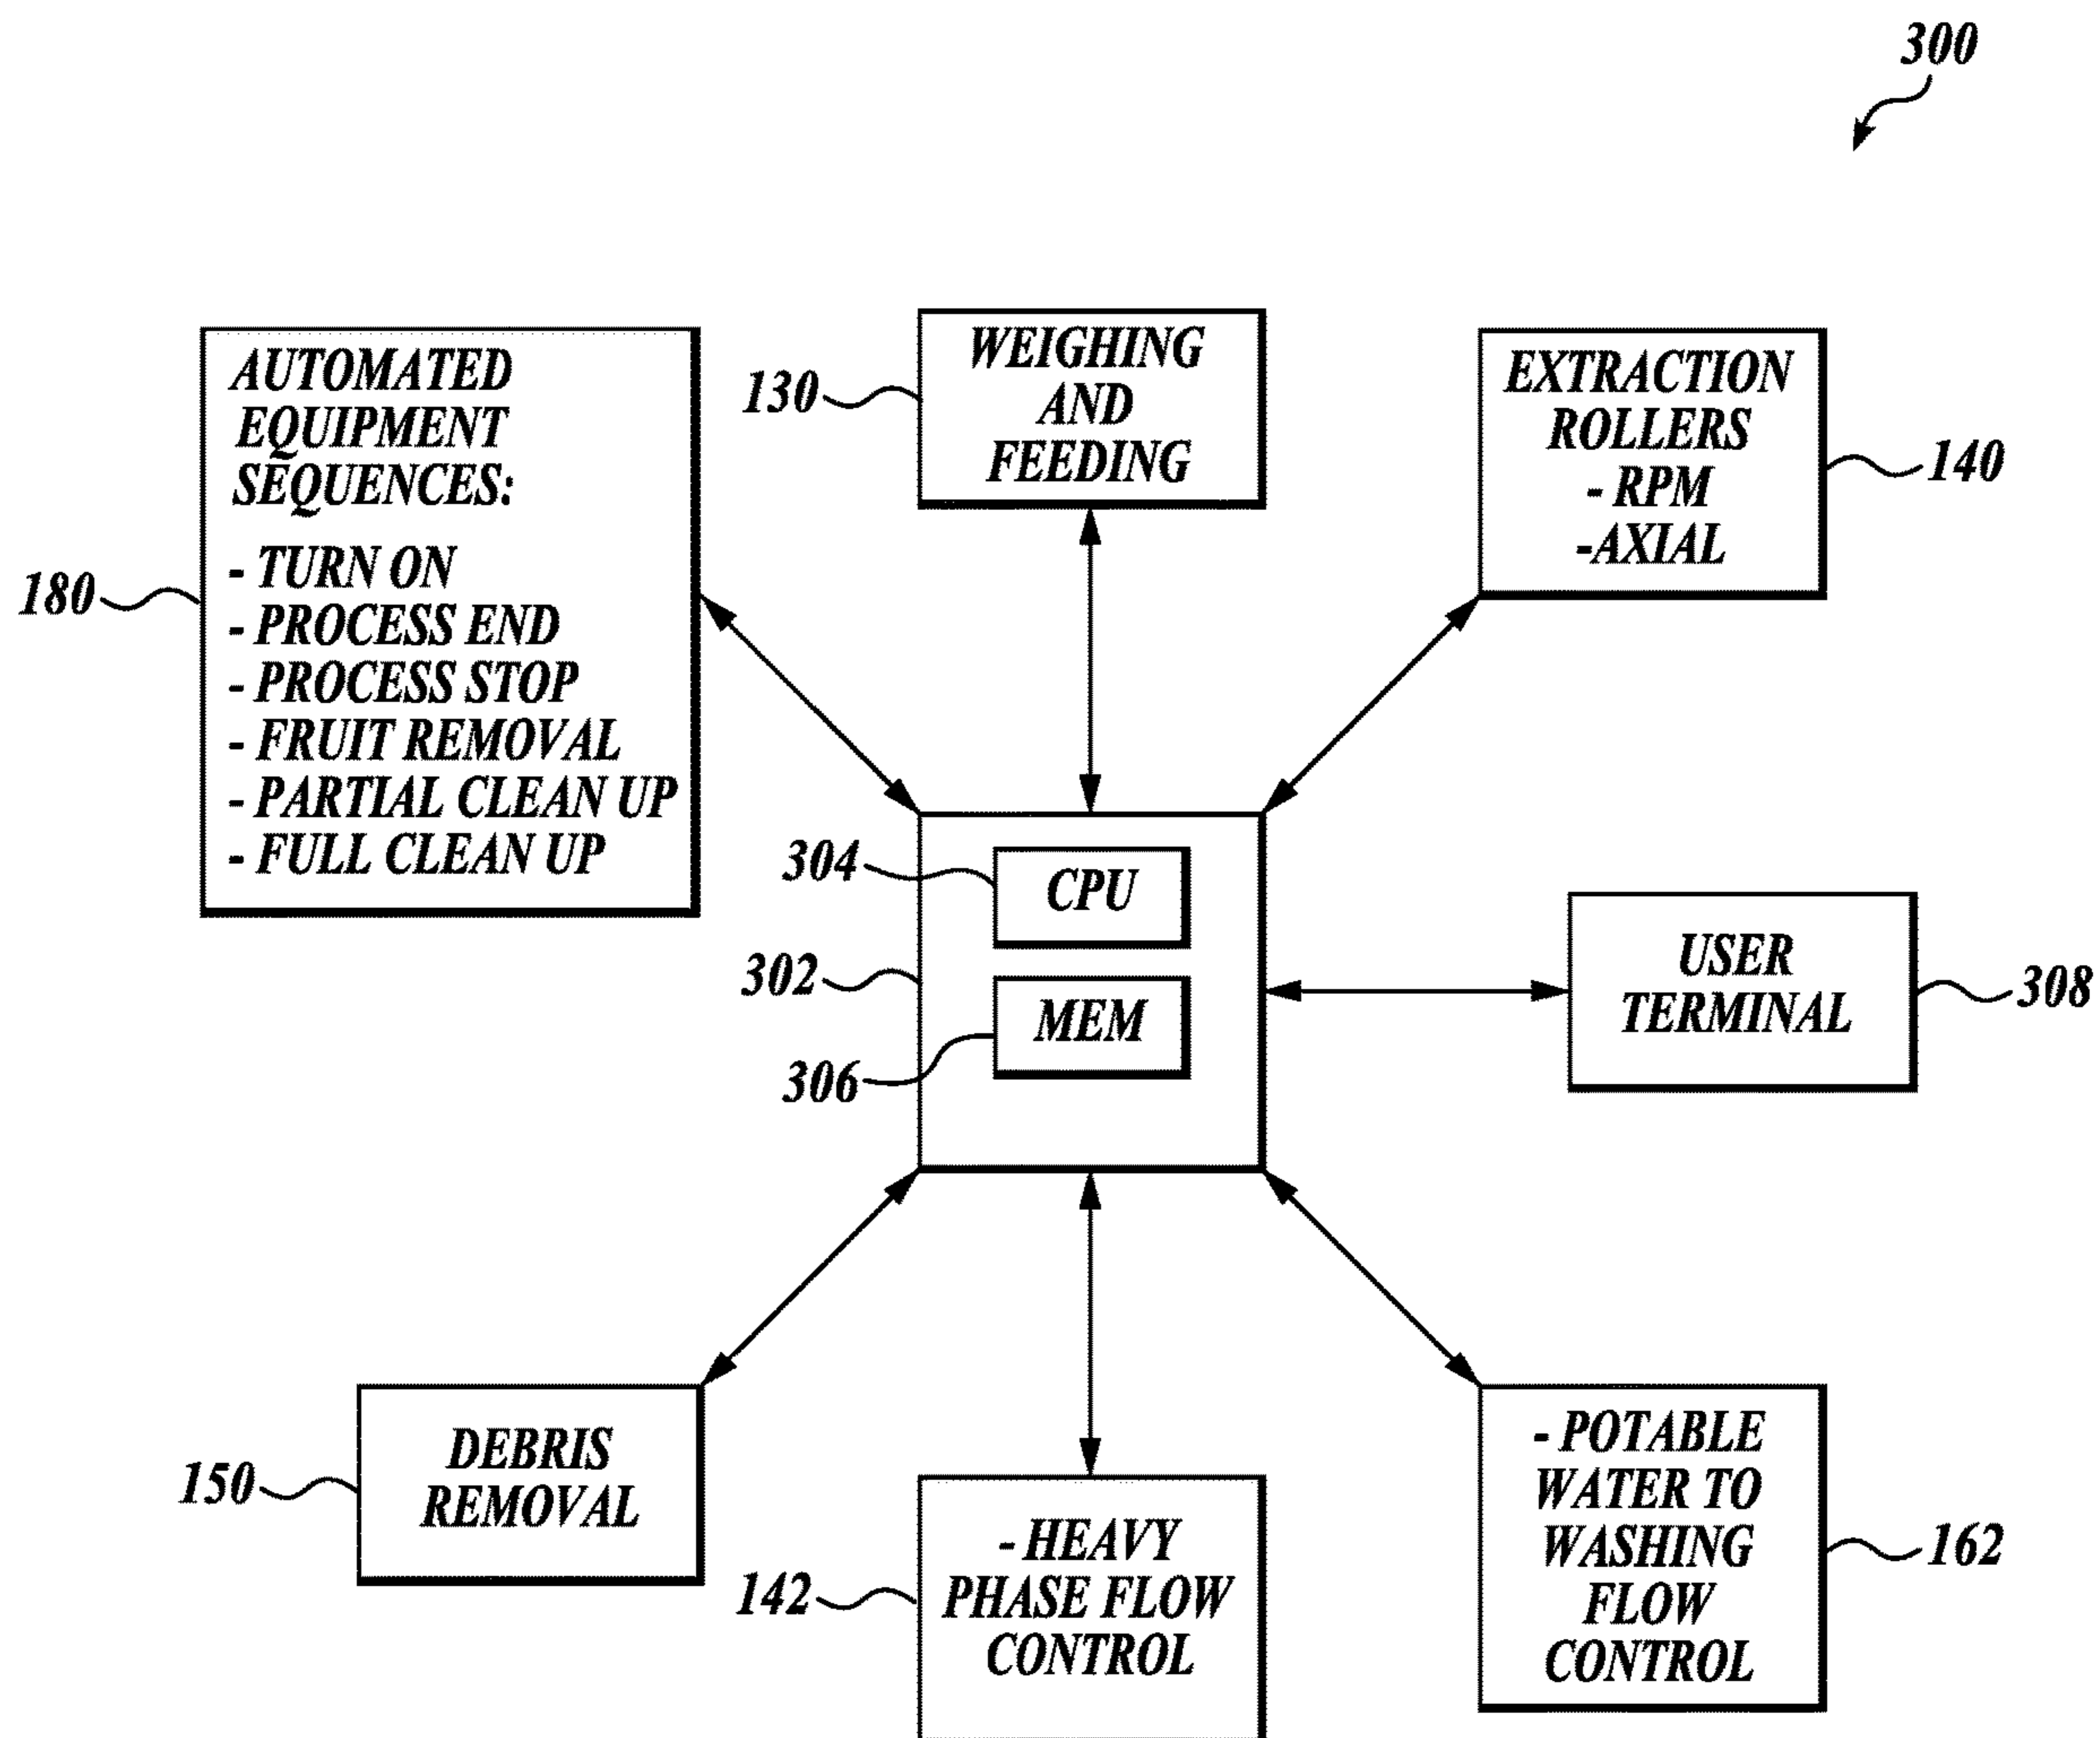 300
AUTOMATED
EQUIPMENT
SEQUENCES:
- TURN ON
- PROCESS END
- PROCESS STOP
- FRUIT REMOVAL
- PARTIAL CLEAN UP
- FULL CLEAN UP
180
130
WEIGHING
AND
FEEDING
EXTRACTION
ROLLERS
- RPM
-AXIAL
140
304
CPU
302
MEM
306
USER
TERMINAL
308
150
DEBRIS
REMOVAL
142
- HEAVY
PHASE FLOW
CONTROL
- POTABLE
WATER TO
WASHING
FLOW
CONTROL
162